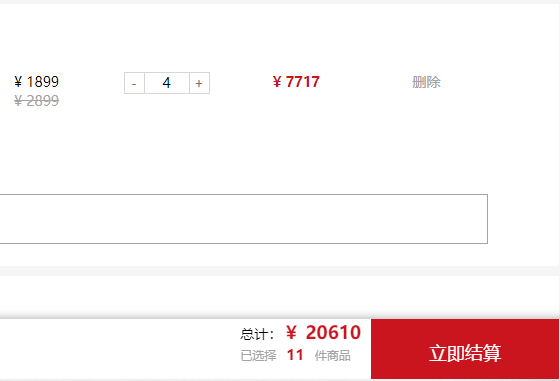 ¥ 1899 - 4 + ¥ 7717 删除
¥ 2899
总计： ¥ 20610
已选择 11 件商品
立即结算